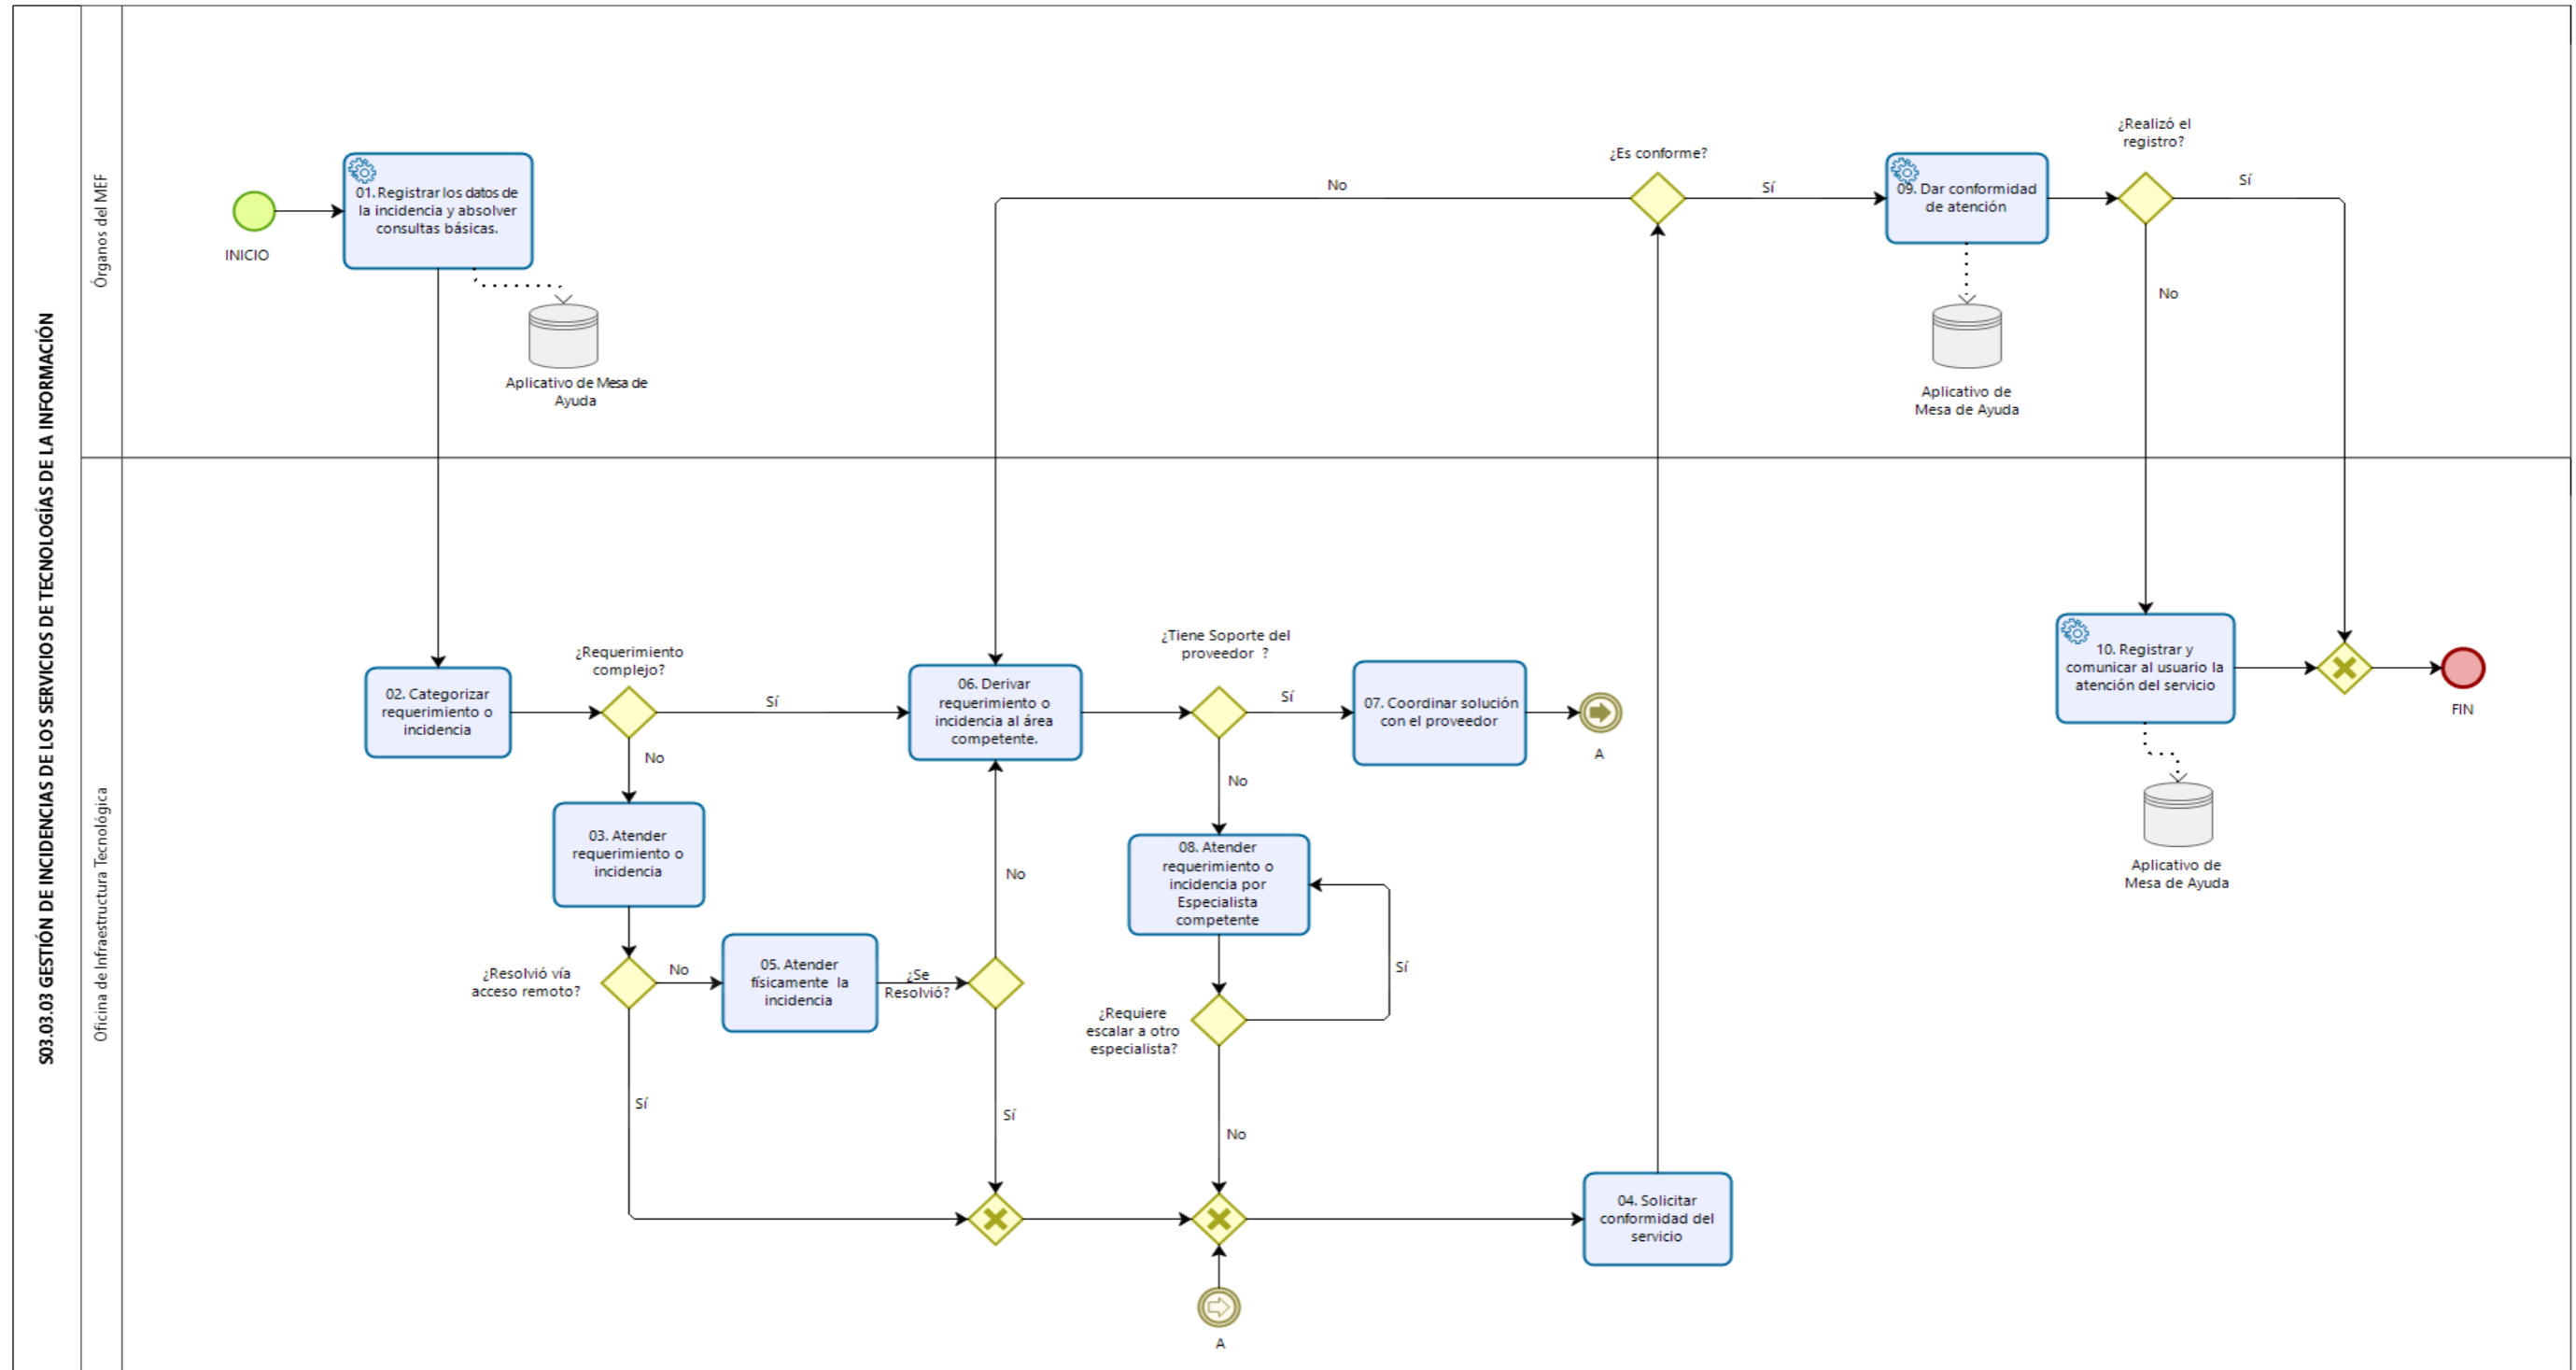 S03.03.03 GESTIÓN DE INCIDENCIAS DE LOS SERVICIOS DE TECNOLOGÍAS DE LA INFORMACIÓN
Órganos del MEF
INICIO
01. Registrar los datos de
la incidencia y absolver
consultas básicas.
Aplicativo de Mesa de
Ayuda
No
¿Es conforme?
Sí
09. Dar conformidad
de atención
Aplicativo de
Mesa de Ayuda
¿Realizó el
registro?
Sí
No
Oficina de Infraestructura Tecnológica
02. Categorizar
requerimiento o
incidencia
¿Requerimiento
complejo?
Sí
No
03. Atender
requerimiento o
incidencia
¿Resolvió vía
acceso remoto?
No
Sí
05. Atender
físicamente la
incidencia
¿Se
Resolvió?
No
Sí
06. Derivar
requerimiento o
incidencia al área
competente.
¿Tiene Soporte del
proveedor ?
Sí
No
07. Coordinar solución
con el proveedor
A
08. Atender
requerimiento o
incidencia por
Especialista
competente
¿Requiere
escalar a otro
especialista?
Sí
No
A
04. Solicitar
conformidad del
servicio
10. Registrar y
comunicar al usuario la
atención del servicio
Aplicativo de
Mesa de Ayuda
FIN